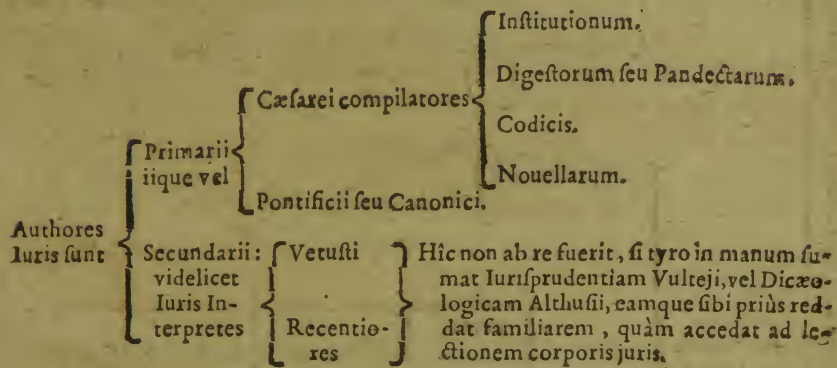 Authores
Iuris sunt
Primarii
iique vel
Cæsarei compilatores
Institutionum.
Digestorum seu Pandectarum.
Codicis.
Nouellarum.
Pontificii seu Canonici.
Secundarii:
videlicet
Iuris In-
terpretes
Vetusti
Recentio-
res
Hîc non ab re fuerit, si tyro in manum su-
mat Iurisprudentiam Vulteji, vel Dicæo-
logicam Althusii, eamque sibi priùs red-
dat familiarem, quàm accedat ad le-
ctionem corporis juris.